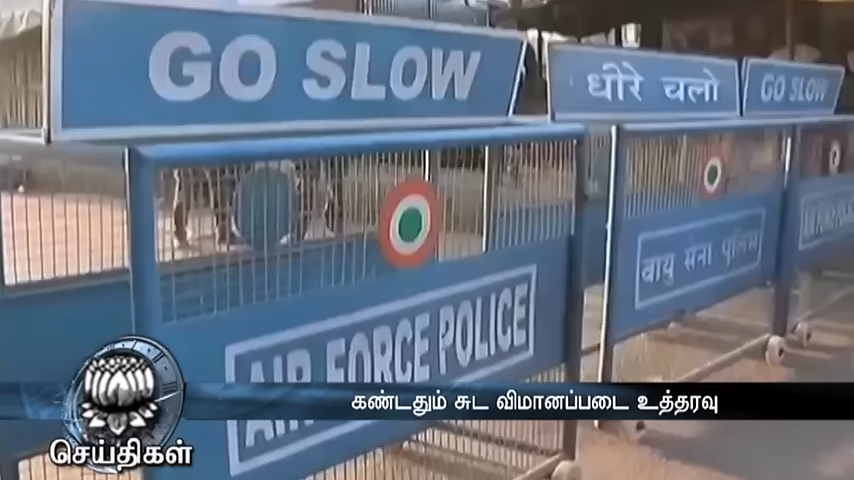 GO SLOW
धीरे चलो
GO SLOW
AIR FORCE POLICE
वायु सेना पुलिस
கண்டதும் சுட விமானப்படை உத்தரவு
செய்திகள்